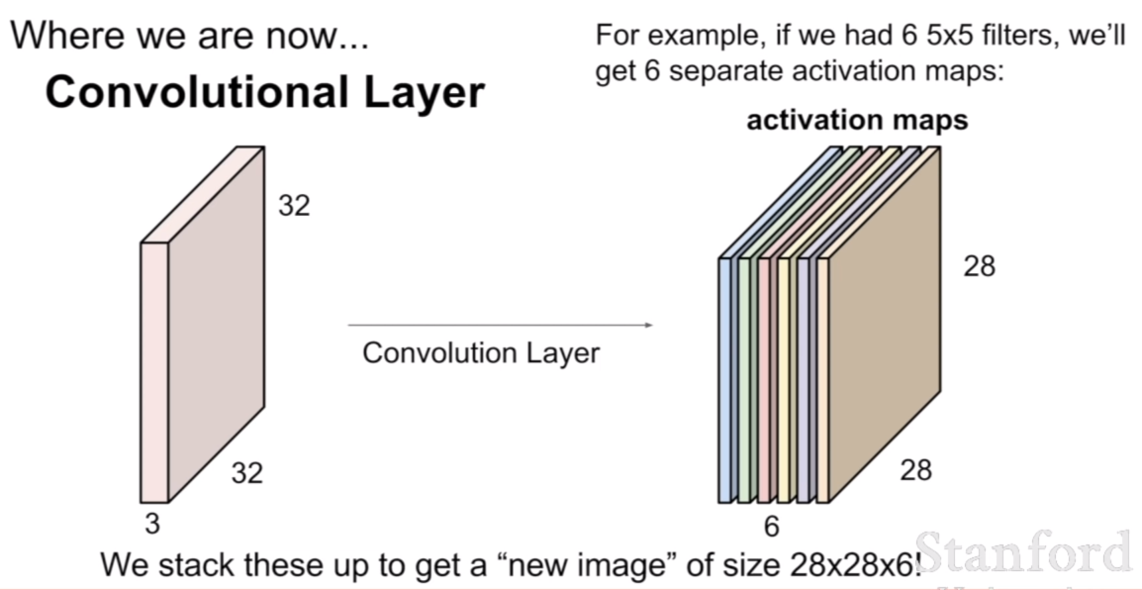 Where we are now...
Convolutional Layer
For example, if we had 6 5x5 filters, we'll
get 6 separate activation maps:
activation maps
32
32
3
Convolution Layer
28
28
6
We stack these up to get a “new image” of size 28x28x6!
Stanford